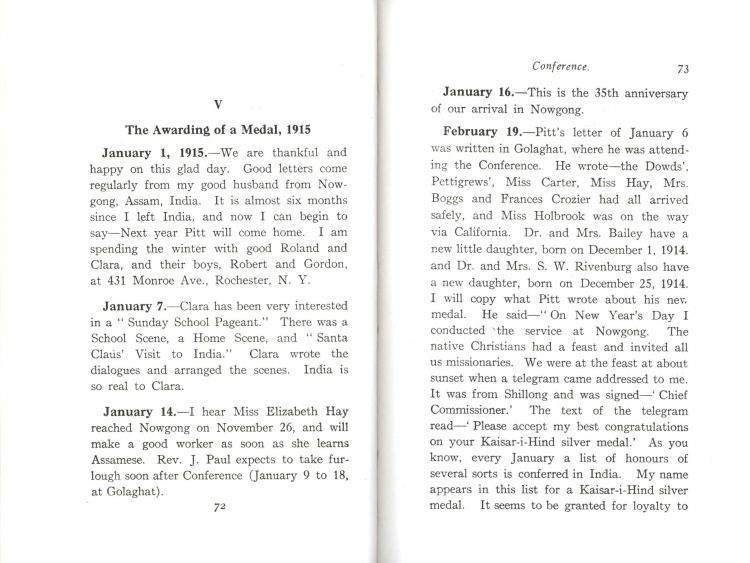 V
The Awarding of a Medal, 1915
January 1, 1915.—We are thankful and
happy on this glad day. Good letters come
regularly from my good husband from Now-
gong, Assam, India. It is almost six months
since I left India, and now I can begin to
say—Next year Pitt will come home. I am
spending the winter with good Roland and
Clara, and their boys, Robert and Gordon,
at 431 Monroe Ave., Rochester, N. Y.
January 7.—Clara has been very interested
in a " Sunday School Pageant." There was a
School Scene, a Home Scene, and " Santa
Claus' Visit to India." Clara wrote the
dialogues and arranged the scenes. India is
so real to Clara.
January 14.—I hear Miss Elizabeth Hay
reached Nowgong on November 26, and will
make a good worker as soon as she learns
Assamese. Rev. J. Paul expects to take fur-
lough soon after Conference (January 9 to 18,
at Golaghat).
72
Conference.
73
January 16.—This is the 35th anniversary
of our arrival in Nowgong.
February 19.—Pitt's letter of January 6
was written in Golaghat, where he was attend-
ing the Conference. He wrote—the Dowds',
Pettigrews', Miss Carter, Miss Hay, Mrs.
Boggs and Frances Crozier had all arrived
safely, and Miss Holbrook was on the way
via California. Dr. and Mrs. Bailey have a
new little daughter, born on December 1, 1914.
and Dr. and Mrs. S. W. Rivenburg also have
a new daughter, born on December 25, 1914.
I will copy what Pitt wrote about his new
medal. He said—" On New Year's Day I
conducted the service at Nowgong. The
native Christians had a feast and invited all
us missionaries. We were at the feast at about
sunset when a telegram came addressed to me.
It was from Shillong and was signed—' Chief
Commissioner.' The text of the telegram
read—' Please accept my best congratulations
on your Kaisar-i-Hind silver medal.' As you
know, every January a list of honours of
several sorts is conferred in India. My name
appears in this list for a Kaisar-i-Hind silver
medal. It seems to be granted for loyalty to